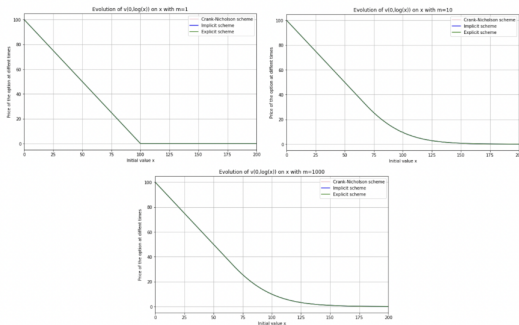 Evolution of v(0,log(x)) on x with m=1
Crank-Nicholson scheme
Implicit scheme
Explicit scheme
Price of the option at diffent times
100
80
60
40
20
0
0 25 50 75 100 125 150 175 200
Initial value x
Evolution of v(0,log(x)) on x with m=10
Crank-Nicholson scheme
Implicit scheme
Explicit scheme
Price of the option at diffent times
100
80
60
40
20
0
0 25 50 75 100 125 150 175 200
Initial value x
Evolution of v(0,log(x)) on x with m=1000
Crank-Nicholson scheme
Implicit scheme
Explicit scheme
Price of the option at diffent times
100
80
60
40
20
0
0 25 50 75 100 125 150 175 200
Initial value x